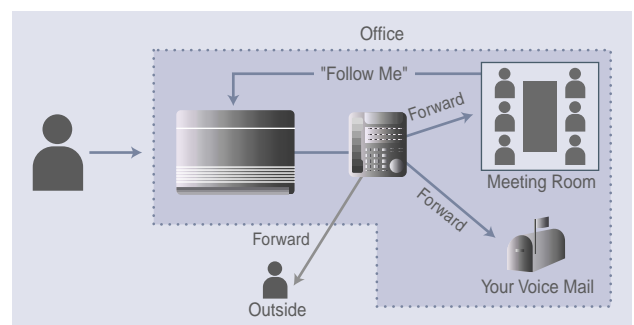 Office
"Follow Me"
Forward
Meeting Room
Forward
Forward
Your Voice Mail
Outside